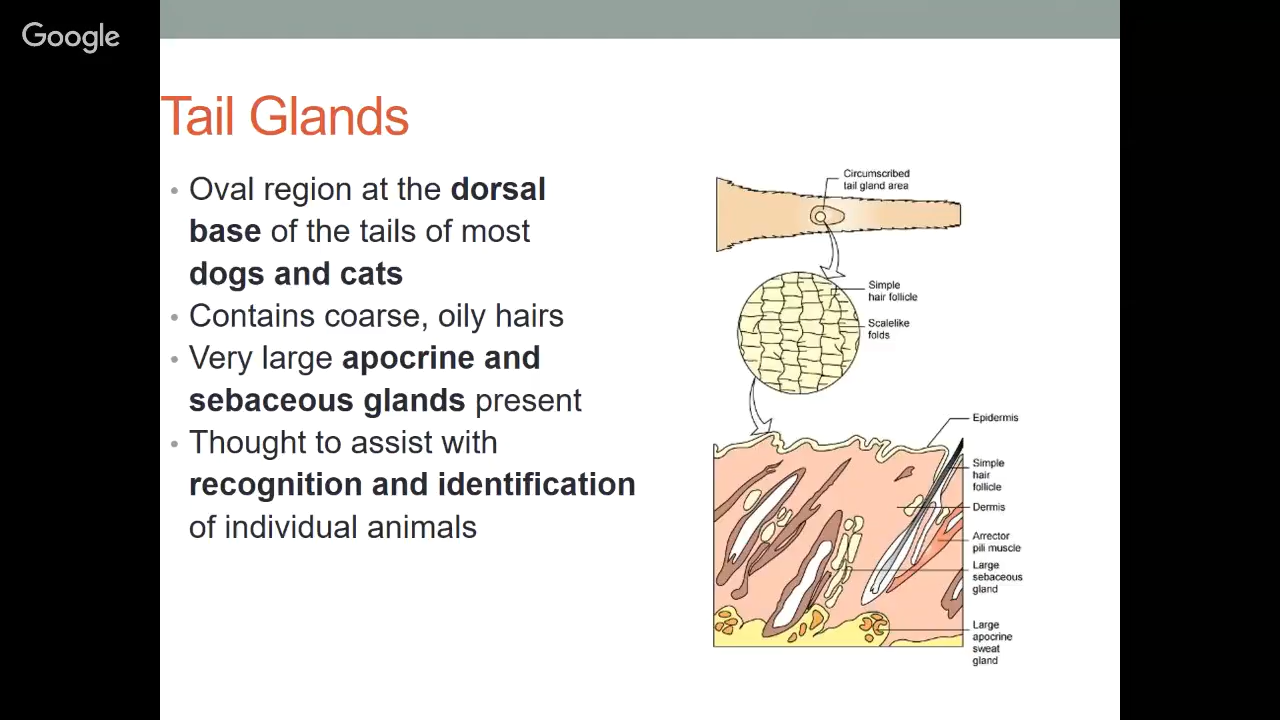 Google
Tail Glands
• Oval region at the dorsal
base of the tails of most
dogs and cats
• Contains coarse, oily hairs
• Very large apocrine and
sebaceous glands present
• Thought to assist with
recognition and identification
of individual animals
Circumscribed
tail gland area
Simple
hair follicle
Scalelike
folds
Epidermis
Simple
hair
follicle
Dermis
Arrector
pili muscle
Large
sebaceous
gland
Large
apocrine
sweat
gland